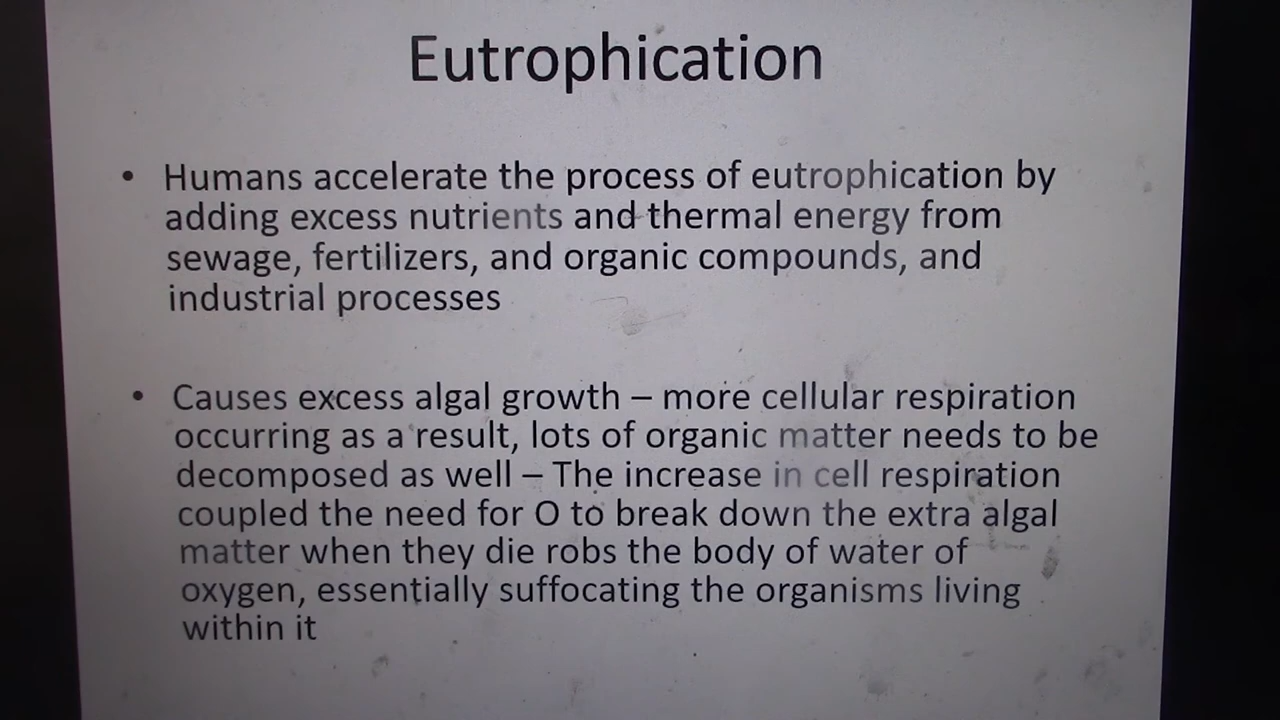 Eutrophication
• Humans accelerate the process of eutrophication by
adding excess nutrients and thermal energy from
sewage, fertilizers, and organic compounds, and
industrial processes
• Causes excess algal growth – more cellular respiration
occurring as a result, lots of organic matter needs to be
decomposed as well – The increase in cell respiration
coupled the need for O to break down the extra algal
matter when they die robs the body of water of
oxygen, essentially suffocating the organisms living
within it